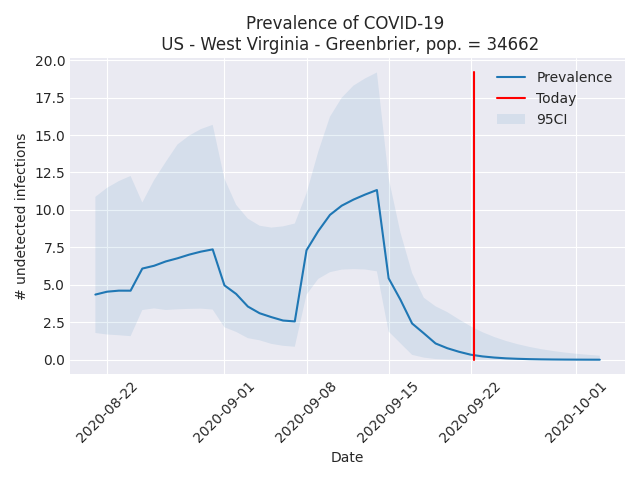 Prevalence of COVID-19
US - West Virginia - Greenbrier, pop. = 34662
20.0
17.5
15.0
12.5
10.0
7.5
5.0
2.5
0.0
# undetected infections
Prevalence
Today
95CI
2020-08-22
2020-09-01
2020-09-08
2020-09-15
2020-09-22
2020-10-01
Date